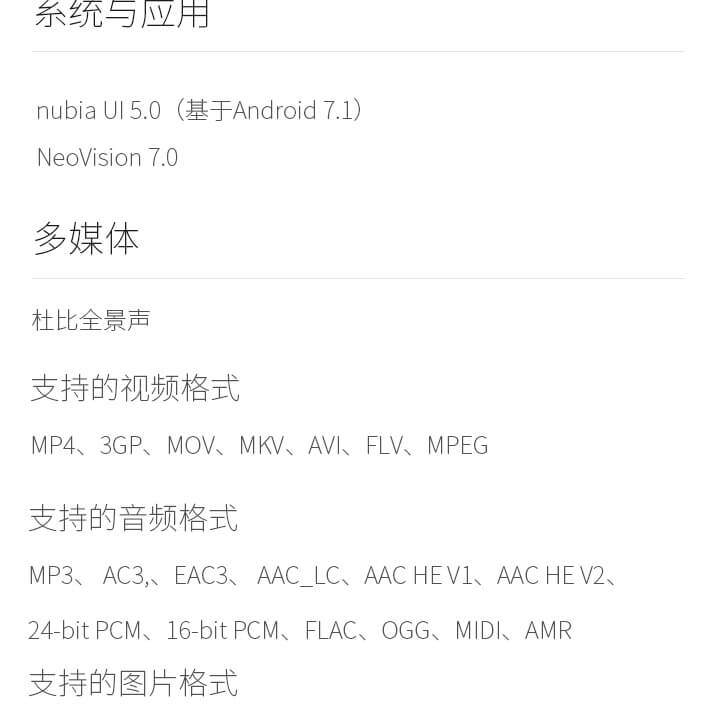 系统与应用
nubia UI 5.0（基于Android 7.1）
NeoVision 7.0
多媒体
杜比全景声
支持的视频格式
MP4、3GP、MOV、MKV、AVI、FLV、MPEG
支持的音频格式
MP3、 AC3,、EAC3、 AAC_LC、AAC HE V1、AAC HE V2、
24-bit PCM、16-bit PCM、FLAC、OGG、MIDI、AMR
支持的图片格式